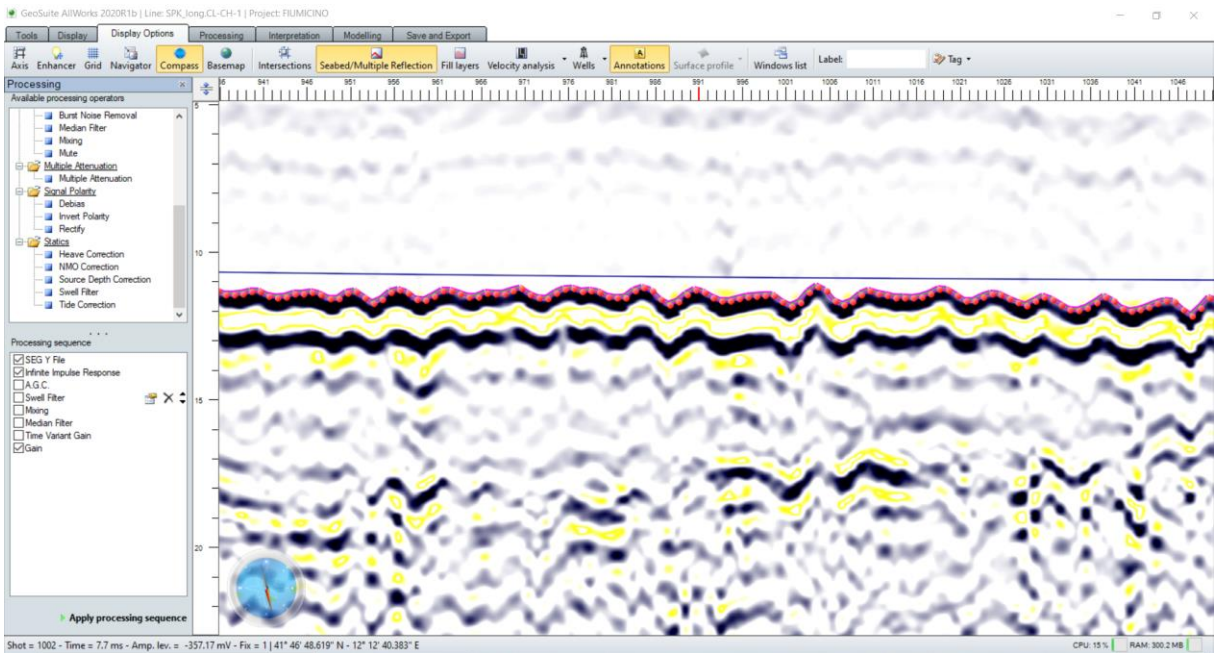 GeoSuite AllWorks 2020R1b | Line: SPK_long.CL-CH-1 | Project: FIUMICINO
Tools Display Display Options Processing Interpretation Modelling Save and Export
Axis Enhancer Grid Navigator Compass Basemap Intersections Seabed/Multiple Reflection Fill layers Velocity analysis Wells Annotations Surface profile Windows list Label: Tag
Processing
Available processing operators
Burst Noise Removal
Median Filter
Mixing
Mute
Multiple Attenuation
Multiple Attenuation
Signal Polarity
Debias
Invert Polarity
Rectify
Statics
Heave Correction
NMO Correction
Source Depth Correction
Swell Filter
Tide Correction
Processing sequence
SEG Y File
Infinite Impulse Response
A.G.C.
Swell Filter
Mixing
Median Filter
Time Variant Gain
Gain
Apply processing sequence
36 941 946 951 956 961 966 971 976 981 986 991 996 1001 1006 1011 1016 1021 1026 1031 1036 1041 1046
5
10
15
20
Shot = 1002 - Time = 7.7 ms - Amp. lev. = -357.17 mV - Fix = 1 | 41° 46' 48.619" N - 12° 12' 40.383" E
CPU: 15 % RAM: 300.2 MB